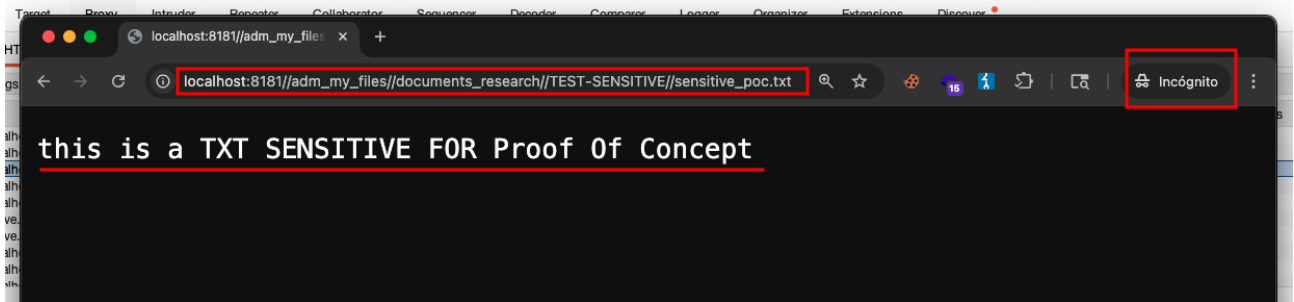 Target Proxy Intruder Repeater Collaborator Sequencer Decoder Comparer Logger Organizer Extensions Discover
localhost:8181//adm_my_files
localhost:8181//adm_my_files//documents_research//TEST-SENSITIVE//sensitive_poc.txt
15
Incógnito
this is a TXT SENSITIVE FOR Proof Of Concept